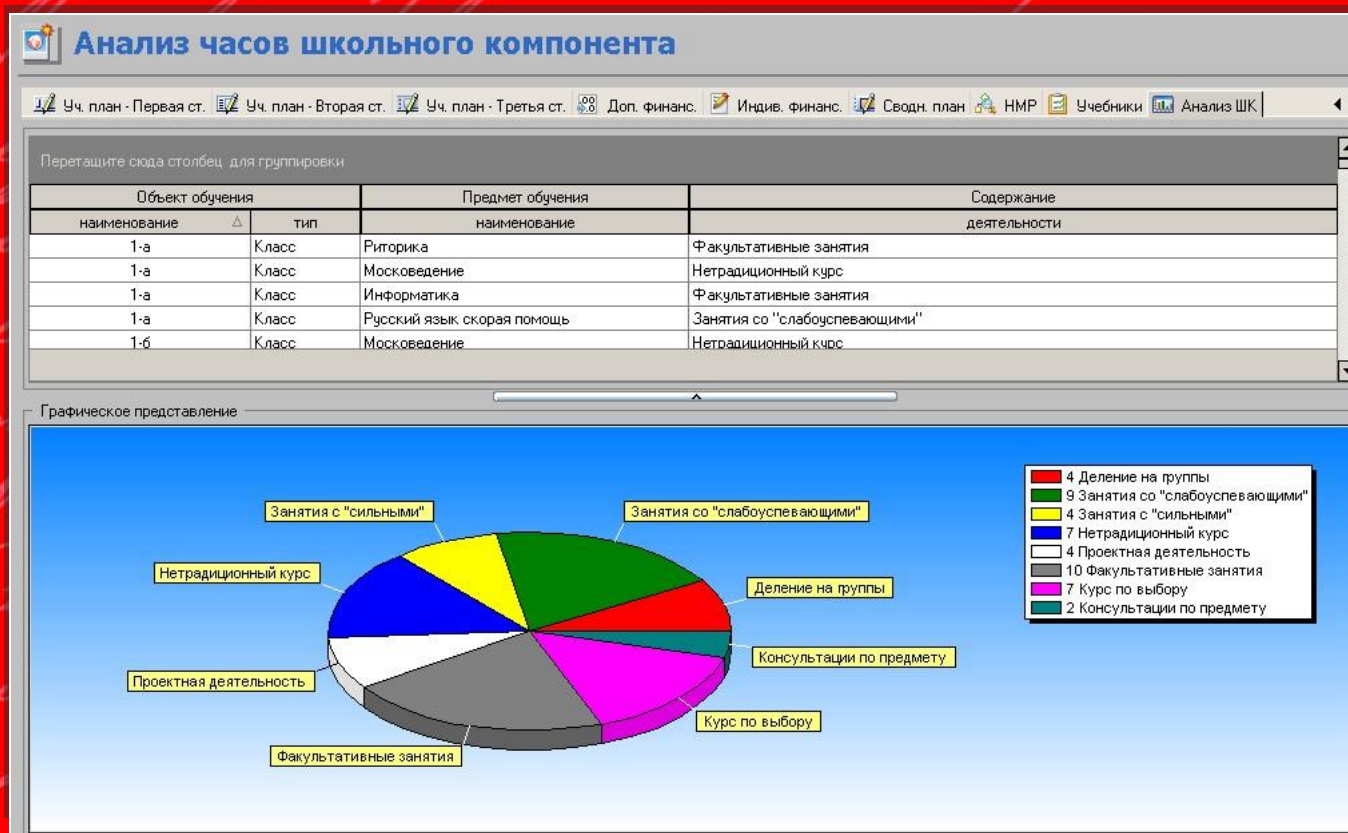 Анализ часов школьного компонента
Уч. план - Первая ст. Уч. план - Вторая ст. Уч. план - Третья ст. Доп. финанс. Индив. финанс. Сводн. план НМР Учебники Анализ ШК
Перетащите сюда столбец для группировки
Объект обучения Предмет обучения Содержание
наименование тип наименование деятельности
1-а Класс Риторика Факультативные занятия
1-а Класс Московедение Нетрадиционный курс
1-а Класс Информатика Факультативные занятия
1-а Класс Русский язык скорая помощь Занятия со "слабоуспевающими"
1-б Класс Московедение Нетрадиционный курс
Графическое представление
4 Деление на группы
9 Занятия со "слабоуспевающими"
4 Занятия с "сильными"
7 Нетрадиционный курс
4 Проектная деятельность
10 Факультативные занятия
7 Курс по выбору
2 Консультации по предмету
Занятия с "сильными"
Занятия со "слабоуспевающими"
Нетрадиционный курс
Деление на группы
Консультации по предмету
Проектная деятельность
Курс по выбору
Факультативные занятия